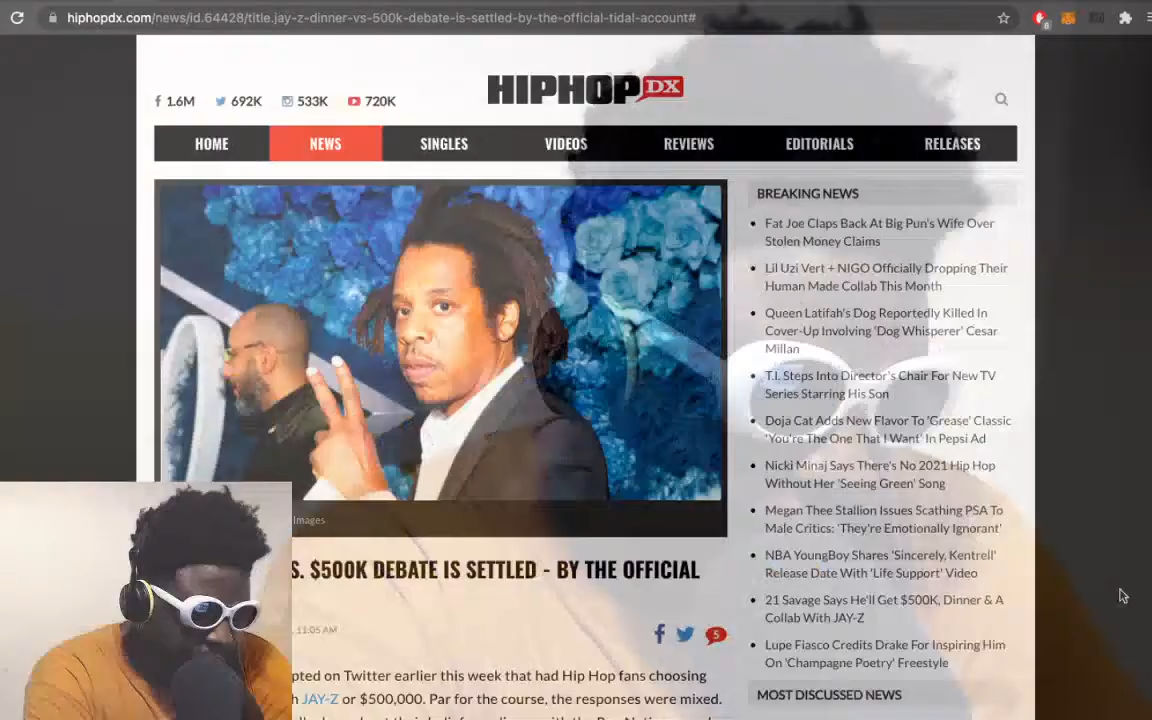 hiphopdx.com/news/id.64428/title.jay-z-dinner-vs-500k-debate-is-settled-by-the-official-tidal-account#
8
1.6M 692K 533K 720K
HIPHOPDX
HOME NEWS SINGLES VIDEOS REVIEWS EDITORIALS RELEASES
Images
S. $500K DEBATE IS SETTLED - BY THE OFFICIAL
11:05 AM
5
pted on Twitter earlier this week that had Hip Hop fans choosing
h JAY-Z or $500,000. Par for the course, the responses were mixed.
BREAKING NEWS
Fat Joe Claps Back At Big Pun's Wife Over
Stolen Money Claims
Lil Uzi Vert + NIGO Officially Dropping Their
Human Made Collab This Month
Queen Latifah's Dog Reportedly Killed In
Cover-Up Involving 'Dog Whisperer' Cesar
Millan
T.I. Steps Into Director's Chair For New TV
Series Starring His Son
Doja Cat Adds New Flavor To 'Grease' Classic
'You're The One That I Want' In Pepsi Ad
Nicki Minaj Says There's No 2021 Hip Hop
Without Her 'Seeing Green' Song
Megan Thee Stallion Issues Scathing PSA To
Male Critics: 'They're Emotionally Ignorant'
NBA YoungBoy Shares 'Sincerely, Kentrell'
Release Date With 'Life Support' Video
21 Savage Says He'll Get $500K, Dinner & A
Collab With JAY-Z
Lupe Fiasco Credits Drake For Inspiring Him
On 'Champagne Poetry' Freestyle
MOST DISCUSSED NEWS